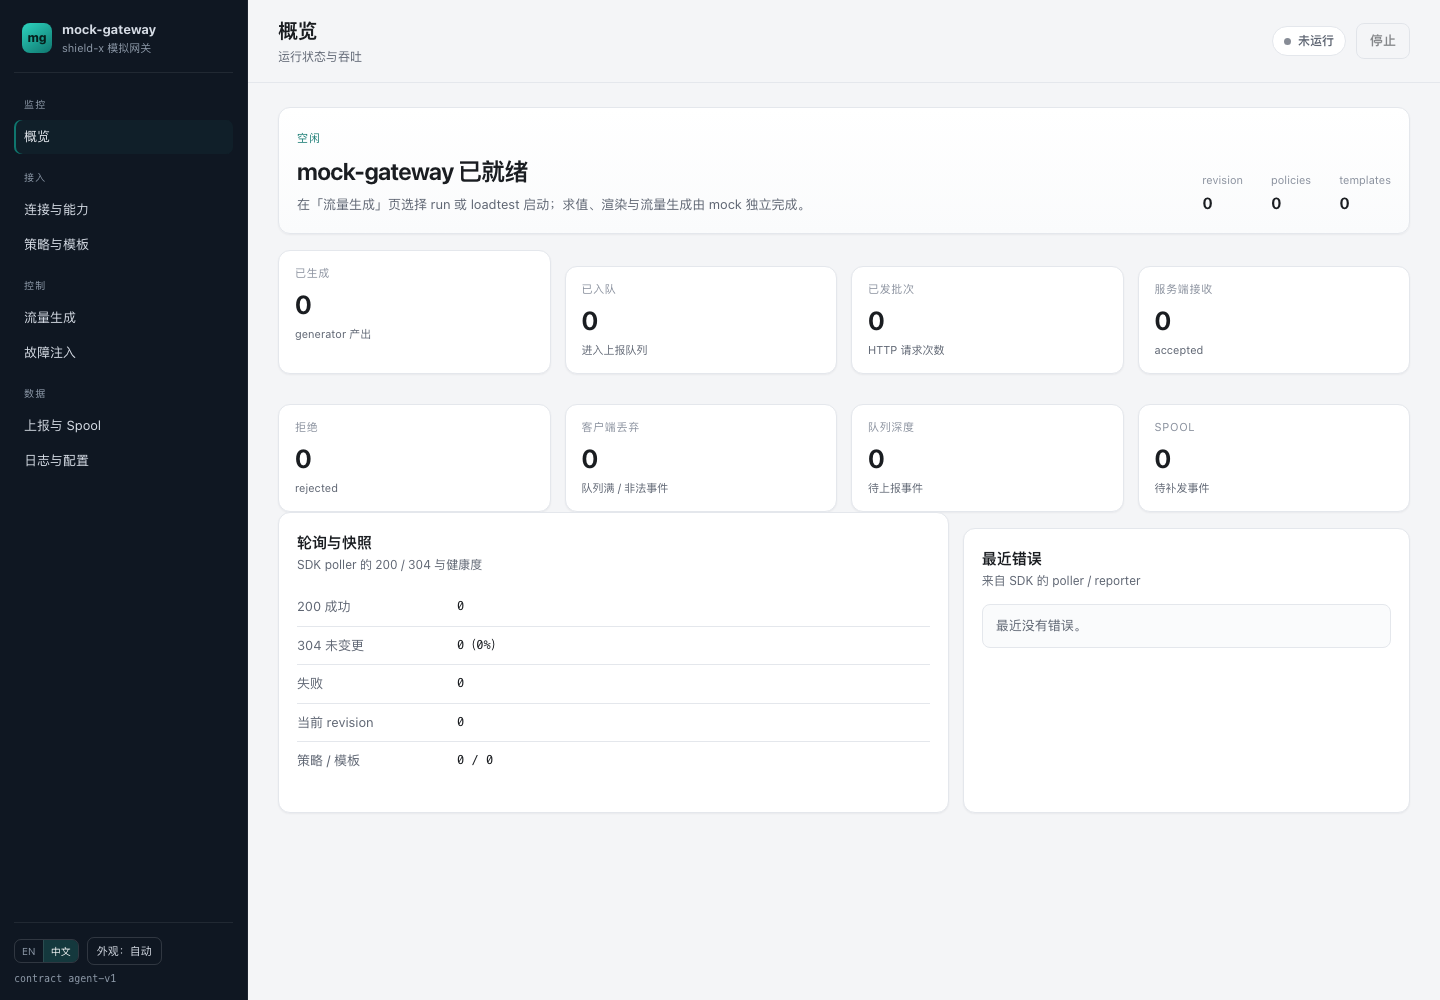 mg
mock-gateway
shield-x 模拟网关
监控
概览
接入
连接与能力
策略与模板
控制
流量生成
故障注入
数据
上报与 Spool
日志与配置
EN
中文
外观：自动
contract agent-v1
概览
运行状态与吞吐
未运行
停止
空闲
mock-gateway 已就绪
在「流量生成」页选择 run 或 loadtest 启动；求值、渲染与流量生成由 mock 独立完成。
revision
policies
templates
0
0
0
已生成
0
generator 产出
已入队
0
进入上报队列
已发批次
0
HTTP 请求次数
服务端接收
0
accepted
拒绝
0
rejected
客户端丢弃
0
队列满 / 非法事件
队列深度
0
待上报事件
SPOOL
0
待补发事件
轮询与快照
SDK poller 的 200 / 304 与健康度
200 成功
0
304 未变更
0 (0%)
失败
0
当前 revision
0
策略 / 模板
0 / 0
最近错误
来自 SDK 的 poller / reporter
最近没有错误。